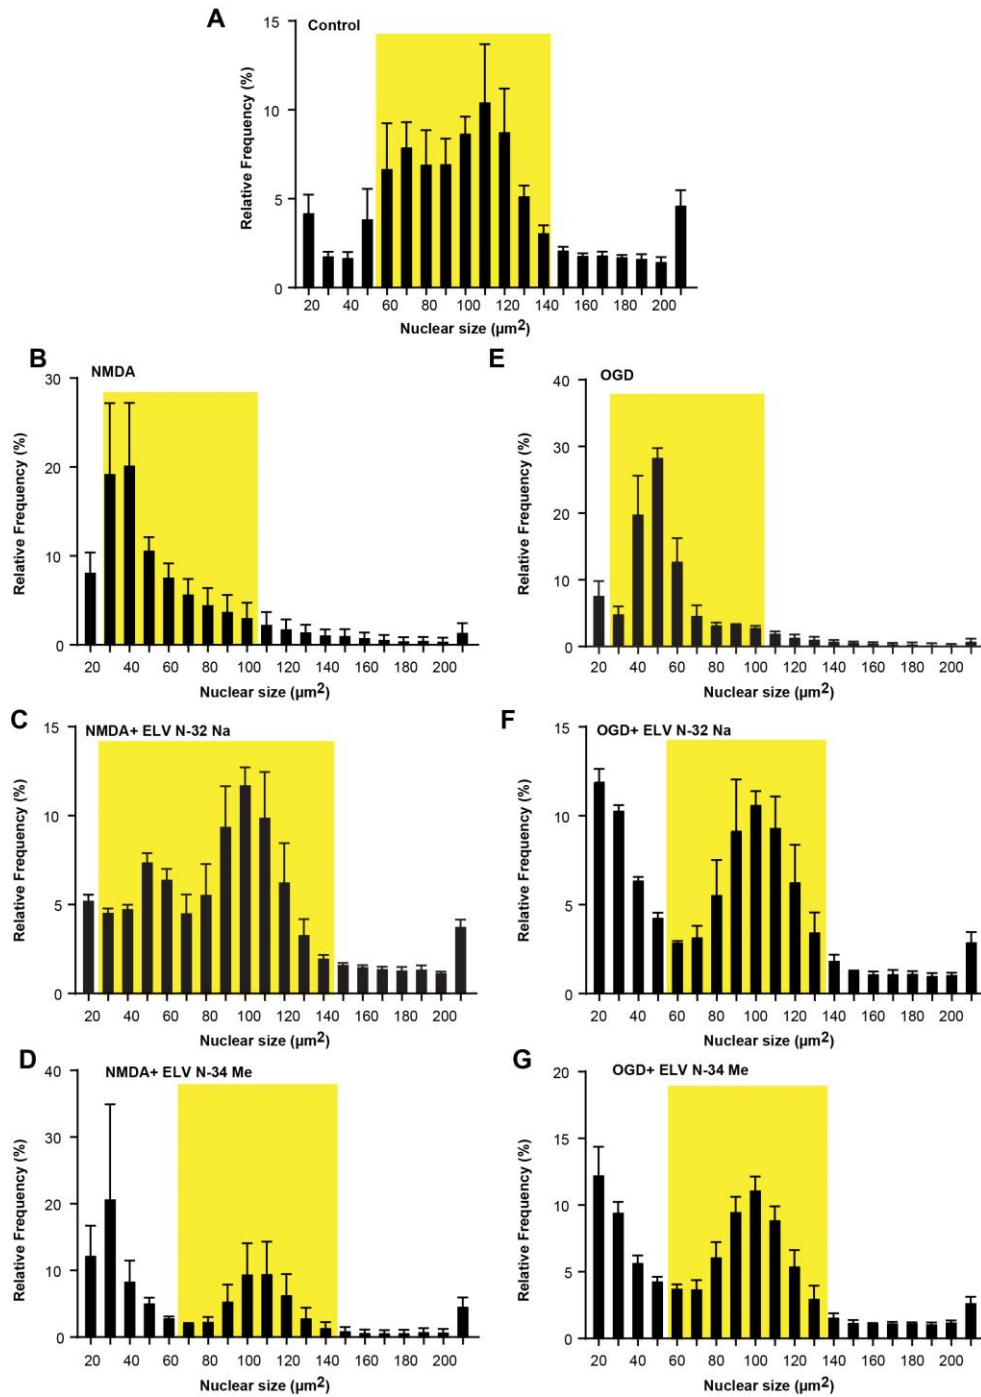 A
Control
15
10
5
0
Relative Frequency (%)
20 40 60 80 100 120 140 160 180 200
Nuclear size (µm²)
B
NMDA
30
20
10
0
Relative Frequency (%)
20 40 60 80 100 120 140 160 180 200
Nuclear size (µm²)
E
OGD
40
30
20
10
0
Relative Frequency (%)
20 40 60 80 100 120 140 160 180 200
Nuclear size (µm²)
C
NMDA+ ELV N-32 Na
15
10
5
0
Relative Frequency (%)
20 40 60 80 100 120 140 160 180 200
Nuclear size (µm²)
F
OGD+ ELV N-32 Na
15
10
5
0
Relative Frequency (%)
20 40 60 80 100 120 140 160 180 200
Nuclear size (µm²)
D
NMDA+ ELV N-34 Me
40
30
20
10
0
Relative Frequency (%)
20 40 60 80 100 120 140 160 180 200
Nuclear size (µm²)
G
OGD+ ELV N-34 Me
20
15
10
5
0
Relative Frequency (%)
20 40 60 80 100 120 140 160 180 200
Nuclear size (µm²)